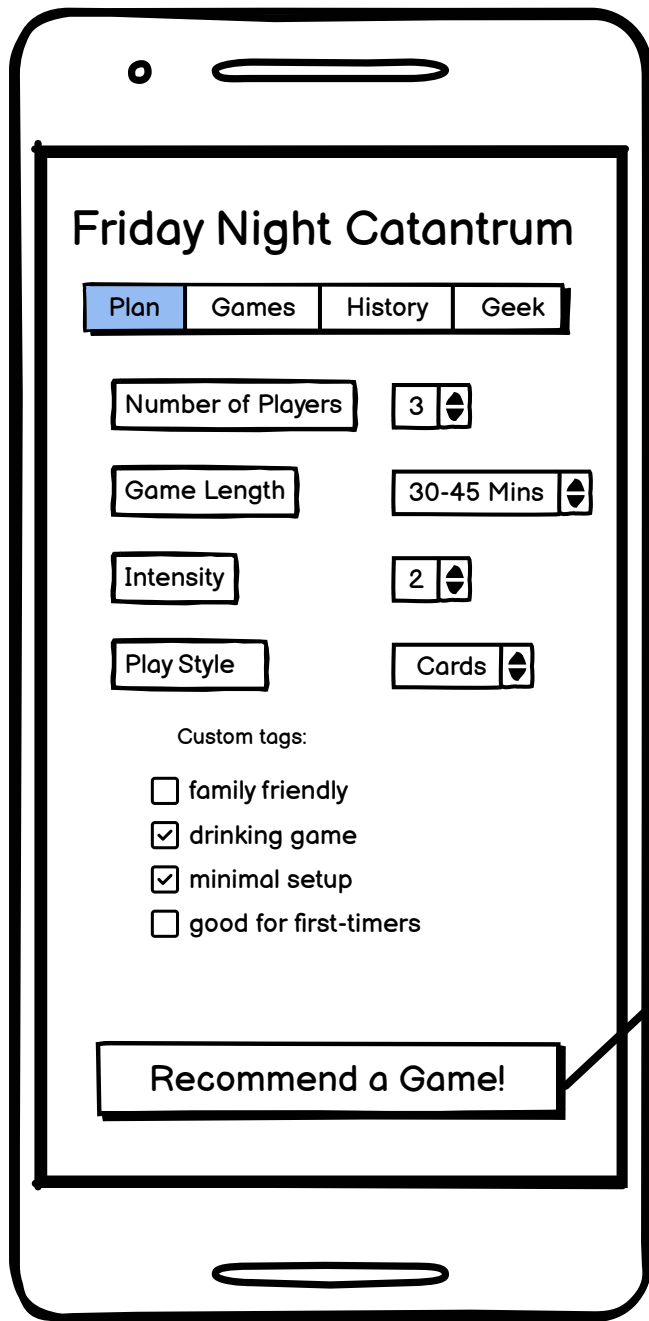 Friday Night Catantrum
Plan Games History Geek
Number of Players 3
Game Length 30-45 Mins
Intensity 2
Play Style Cards
Custom tags:
family friendly
drinking game
minimal setup
good for first-timers
Recommend a Game!